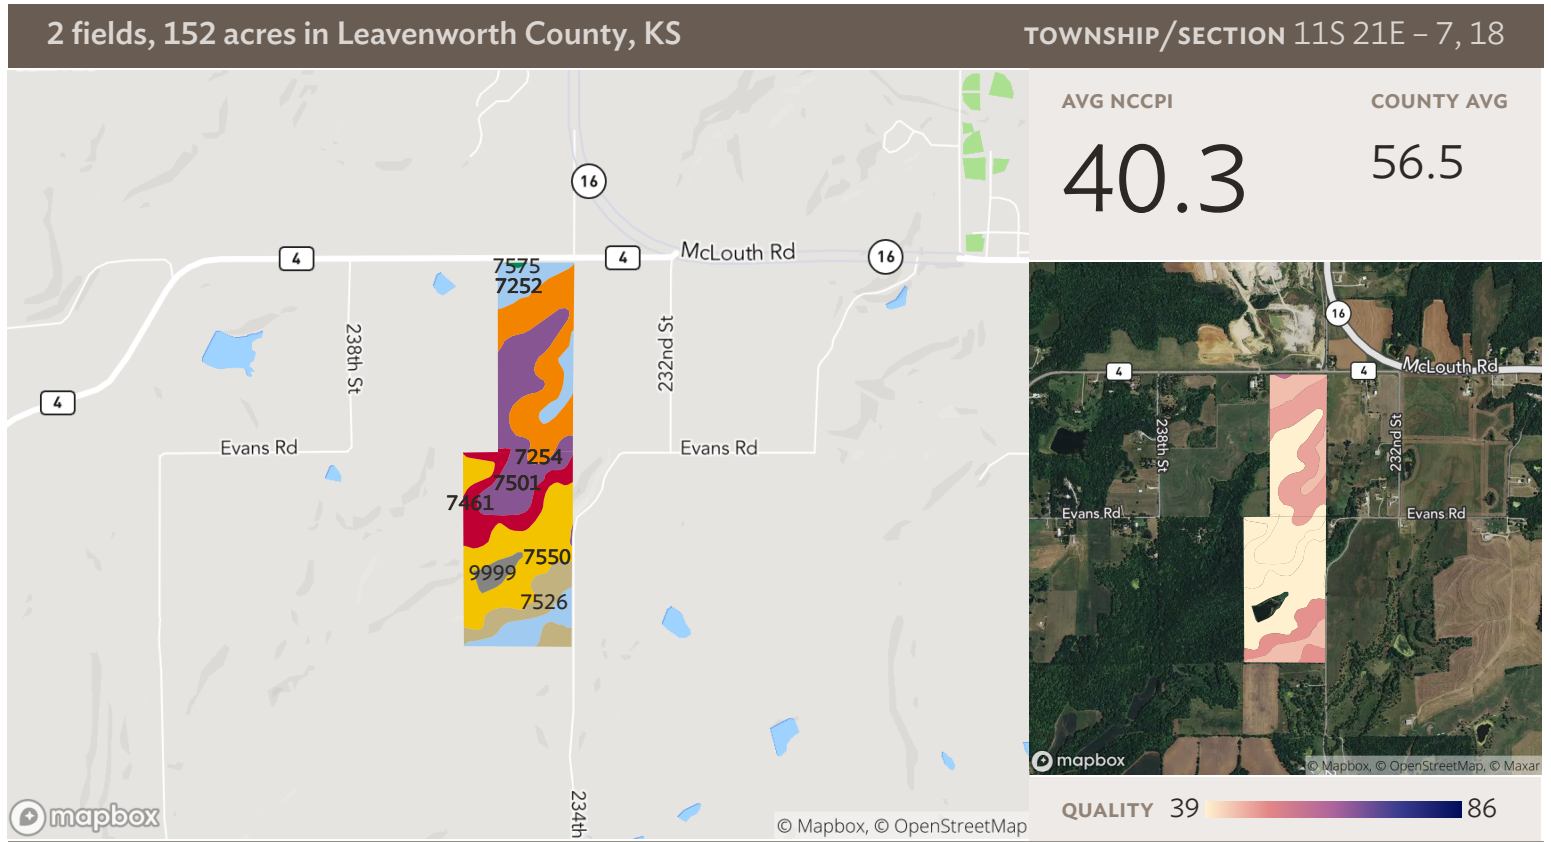 2 fields, 152 acres in Leavenworth County, KS
TOWNSHIP/SECTION 11S 21E – 7, 18
16
4
4
McLouth Rd
16
4
238th St
232nd St
Evans Rd
Evans Rd
234th
7575
7252
7254
7501
7461
7550
9999
7526
mapbox
© Mapbox, © OpenStreetMap
AVG NCCPI
40.3
COUNTY AVG
56.5
16
4
4
McLouth Rd
238th St
232nd St
Evans Rd
Evans Rd
mapbox
© Mapbox, © OpenStreetMap, © Maxar
QUALITY 39 86